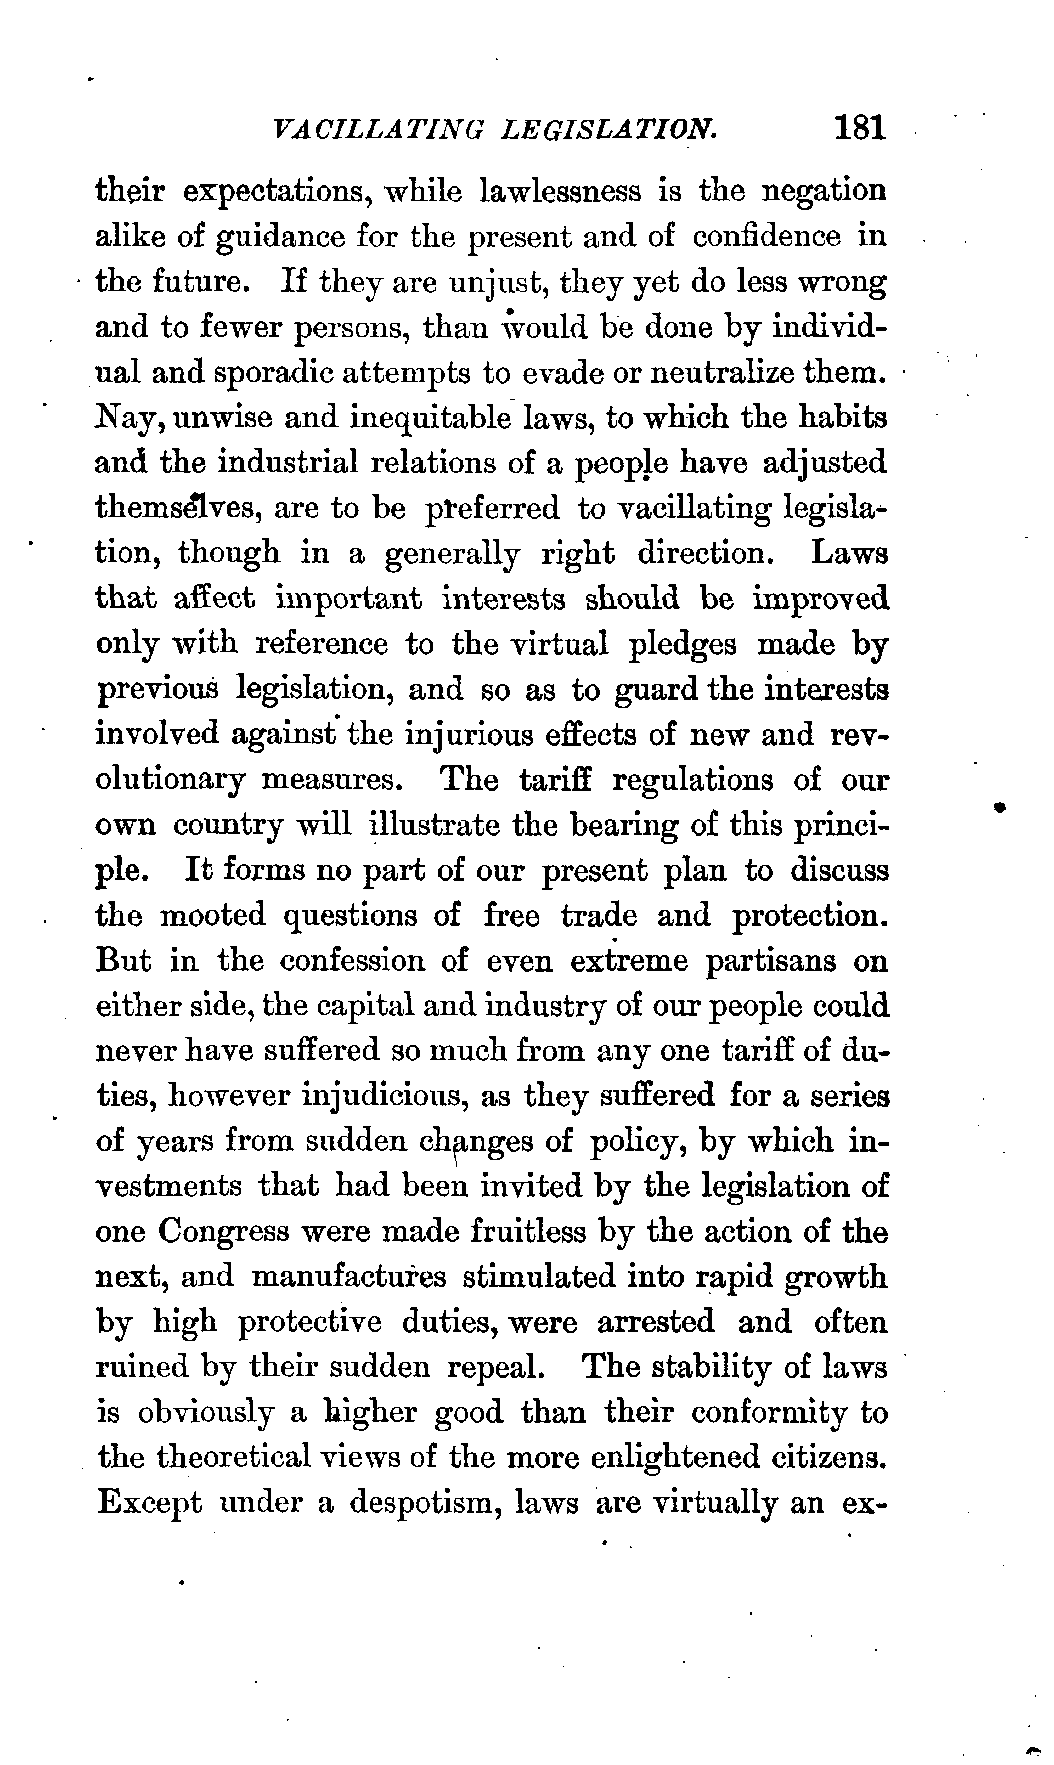 VACILLATING LEGISLATION. 181
their expectations, while lawlessness is the negation
alike of guidance for the present and of confidence in
the future. If they are unjust, they yet do less wrong
and to fewer persons, than would be done by individ-
ual and sporadic attempts to evade or neutralize them.
Nay, unwise and inequitable laws, to which the habits
and the industrial relations of a people have adjusted
themselves, are to be preferred to vacillating legisla-
tion, though in a generally right direction. Laws
that affect important interests should be improved
only with reference to the virtual pledges made by
previous legislation, and so as to guard the interests
involved against the injurious effects of new and rev-
olutionary measures. The tariff regulations of our
own country will illustrate the bearing of this princi-
ple. It forms no part of our present plan to discuss
the mooted questions of free trade and protection.
But in the confession of even extreme partisans on
either side, the capital and industry of our people could
never have suffered so much from any one tariff of du-
ties, however injudicious, as they suffered for a series
of years from sudden changes of policy, by which in-
vestments that had been invited by the legislation of
one Congress were made fruitless by the action of the
next, and manufactures stimulated into rapid growth
by high protective duties, were arrested and often
ruined by their sudden repeal. The stability of laws
is obviously a higher good than their conformity to
the theoretical views of the more enlightened citizens.
Except under a despotism, laws are virtually an ex-